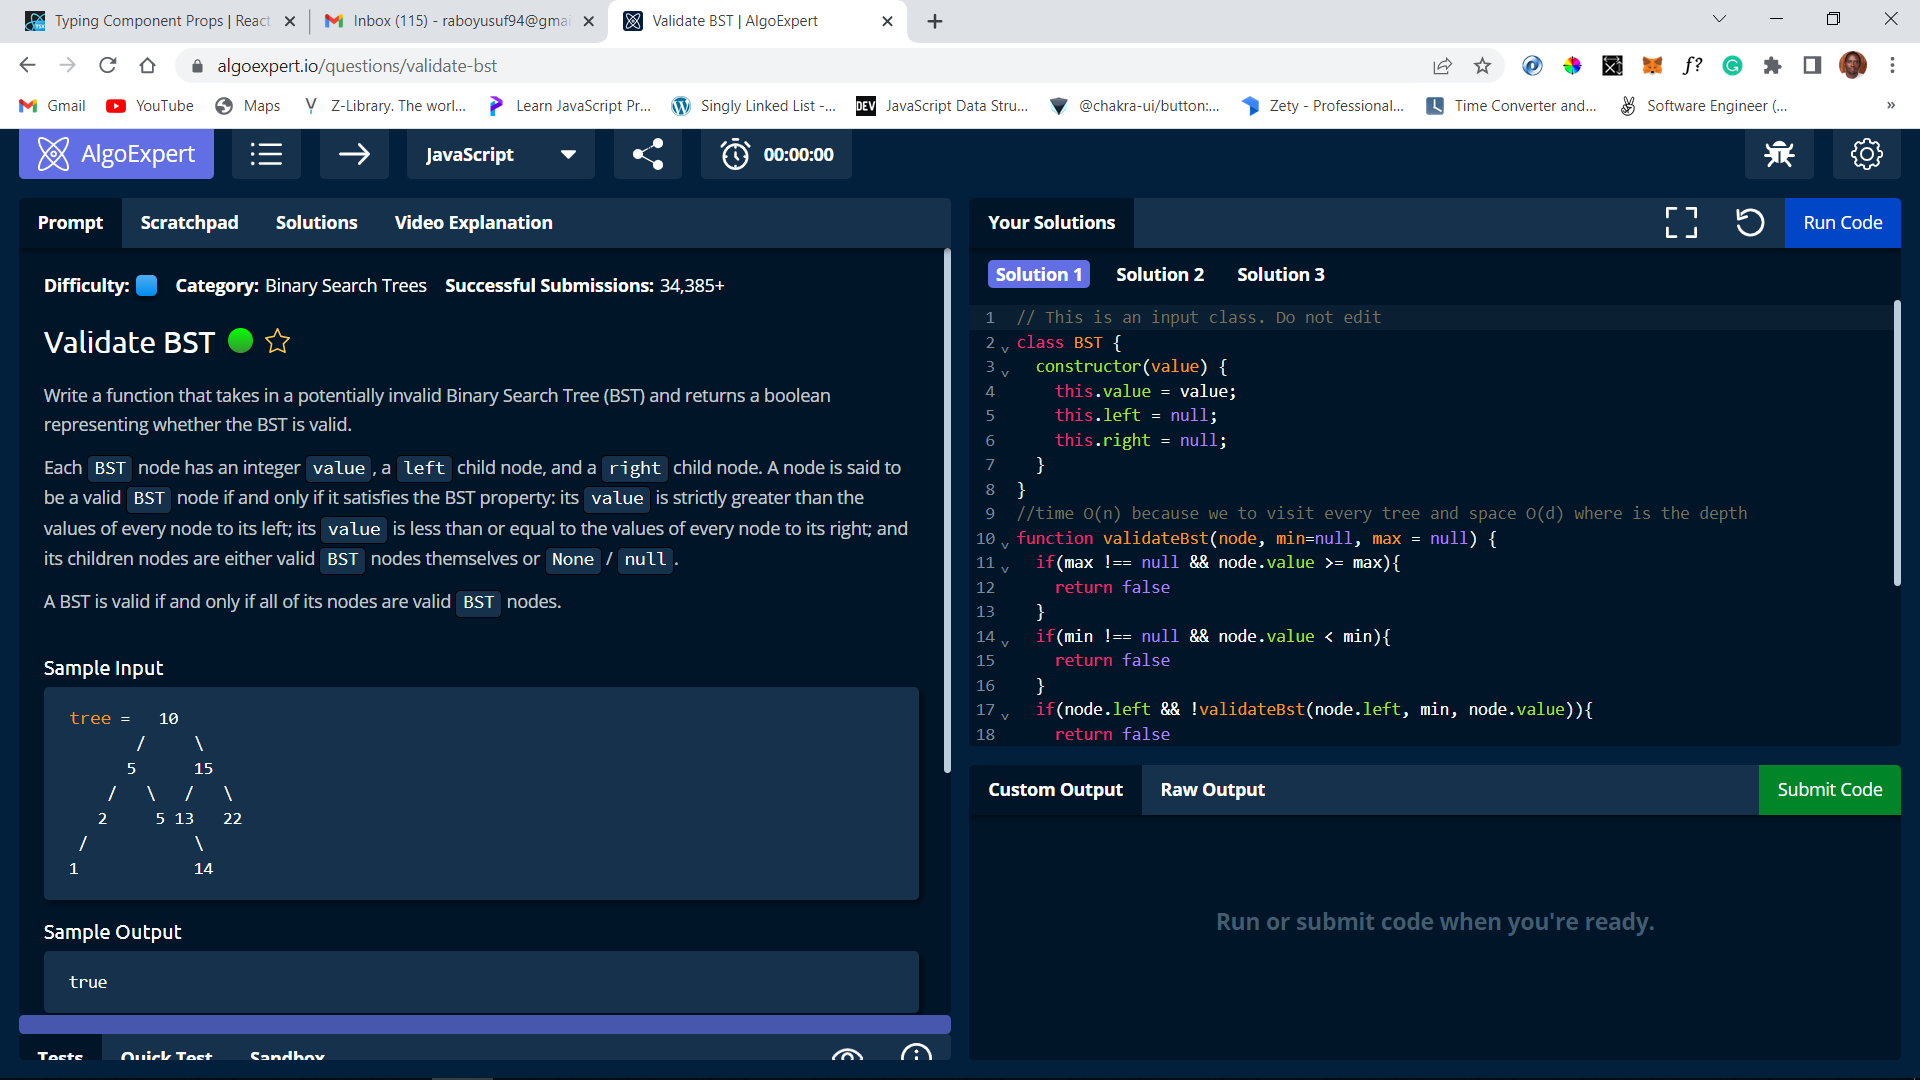 Typing Component Props | React
Inbox (115) - raboyusuf94@gmai
Validate BST | AlgoExpert
algoexpert.io/questions/validate-bst
f?
Gmail
YouTube
Maps
Z-Library. The worl...
Learn JavaScript Pr...
Singly Linked List -...
DEV JavaScript Data Stru...
@chakra-ui/button:...
Zety - Professional...
Time Converter and...
Software Engineer (...
»
AlgoExpert
JavaScript
00:00:00
Prompt Scratchpad Solutions Video Explanation
Difficulty: Category: Binary Search Trees Successful Submissions: 34,385+
Validate BST
Write a function that takes in a potentially invalid Binary Search Tree (BST) and returns a boolean
representing whether the BST is valid.
Each BST node has an integer value, a left child node, and a right child node. A node is said to
be a valid BST node if and only if it satisfies the BST property: its value is strictly greater than the
values of every node to its left; its value is less than or equal to the values of every node to its right; and
its children nodes are either valid BST nodes themselves or None / null.
A BST is valid if and only if all of its nodes are valid BST nodes.
Sample Input
tree =   10
       /     \
      5      15
    /   \   /   \
   2     5 13   22
 /           \
1            14
Sample Output
true
Tests Quick Test Sandbox
Your Solutions
Run Code
Solution 1 Solution 2 Solution 3
1 // This is an input class. Do not edit
2 class BST {
3   constructor(value) {
4     this.value = value;
5     this.left = null;
6     this.right = null;
7   }
8 }
9 //time O(n) because we to visit every tree and space O(d) where is the depth
10 function validateBst(node, min=null, max = null) {
11   if(max !== null && node.value >= max){
12     return false
13   }
14   if(min !== null && node.value < min){
15     return false
16   }
17   if(node.left && !validateBst(node.left, min, node.value)){
18     return false
Custom Output Raw Output
Submit Code
Run or submit code when you're ready.